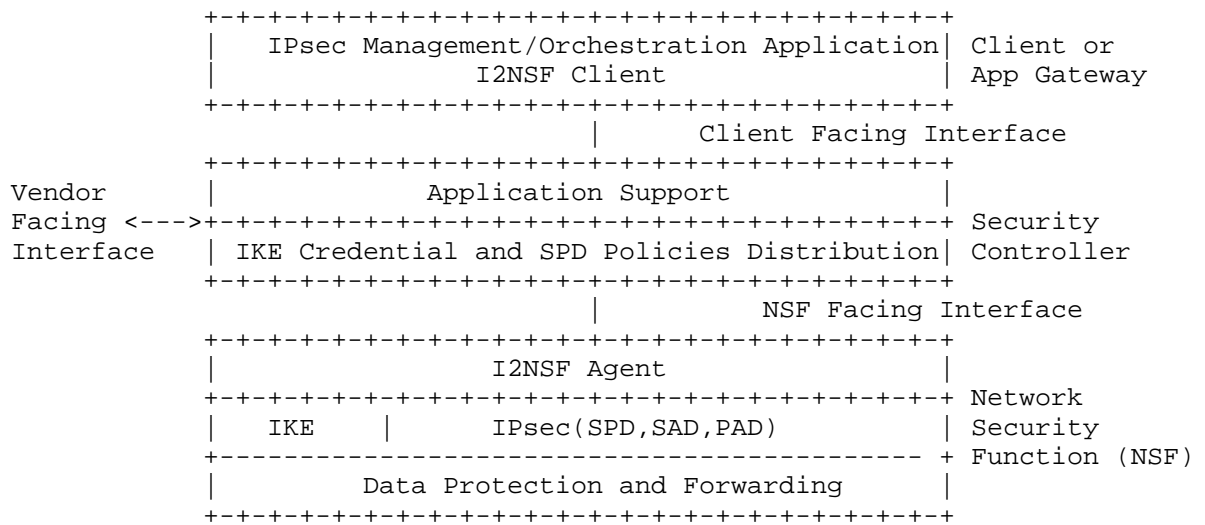 +-+-+-+-+-+-+-+-+-+-+-+-+-+-+-+-+-+-+-+-+-+-+-+
|   IPsec Management/Orchestration Application| Client or
|                I2NSF Client                 | App Gateway
+-+-+-+-+-+-+-+-+-+-+-+-+-+-+-+-+-+-+-+-+-+-+-+
|      Client Facing Interface
+-+-+-+-+-+-+-+-+-+-+-+-+-+-+-+-+-+-+-+-+-+-+-+
Vendor      |             Application Support             |
Facing <--->+-+-+-+-+-+-+-+-+-+-+-+-+-+-+-+-+-+-+-+-+-+-+-+ Security
Interface   | IKE Credential and SPD Policies Distribution| Controller
+-+-+-+-+-+-+-+-+-+-+-+-+-+-+-+-+-+-+-+-+-+-+-+
|          NSF Facing Interface
+-+-+-+-+-+-+-+-+-+-+-+-+-+-+-+-+-+-+-+-+-+-+-+
|                 I2NSF Agent                 |
+-+-+-+-+-+-+-+-+-+-+-+-+-+-+-+-+-+-+-+-+-+-+-+ Network
|   IKE    |      IPsec(SPD,SAD,PAD)          | Security
+-------------------------------------------- + Function (NSF)
|         Data Protection and Forwarding      |
+-+-+-+-+-+-+-+-+-+-+-+-+-+-+-+-+-+-+-+-+-+-+-+